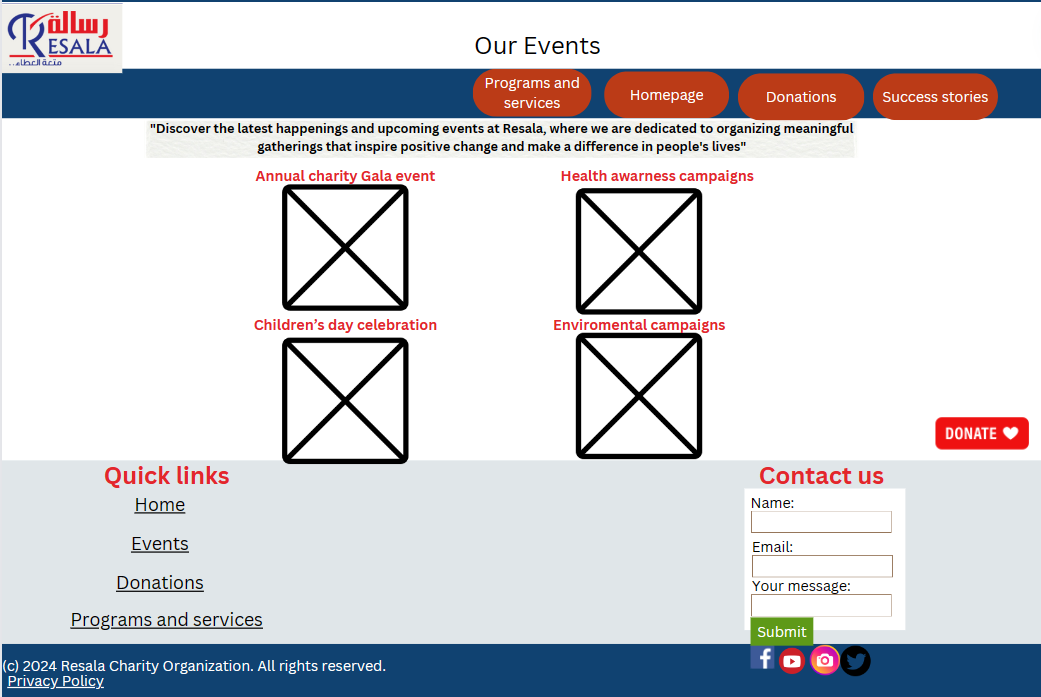 رسالة
RESALA
متعة العطاء..
Our Events
Programs and
services
Homepage
Donations
Success stories
"Discover the latest happenings and upcoming events at Resala, where we are dedicated to organizing meaningful
gatherings that inspire positive change and make a difference in people's lives"
Annual charity Gala event
Health awarness campaigns
Children’s day celebration
Enviromental campaigns
DONATE
Quick links
Home
Events
Donations
Programs and services
Contact us
Name:
Email:
Your message:
Submit
(c) 2024 Resala Charity Organization. All rights reserved.
Privacy Policy